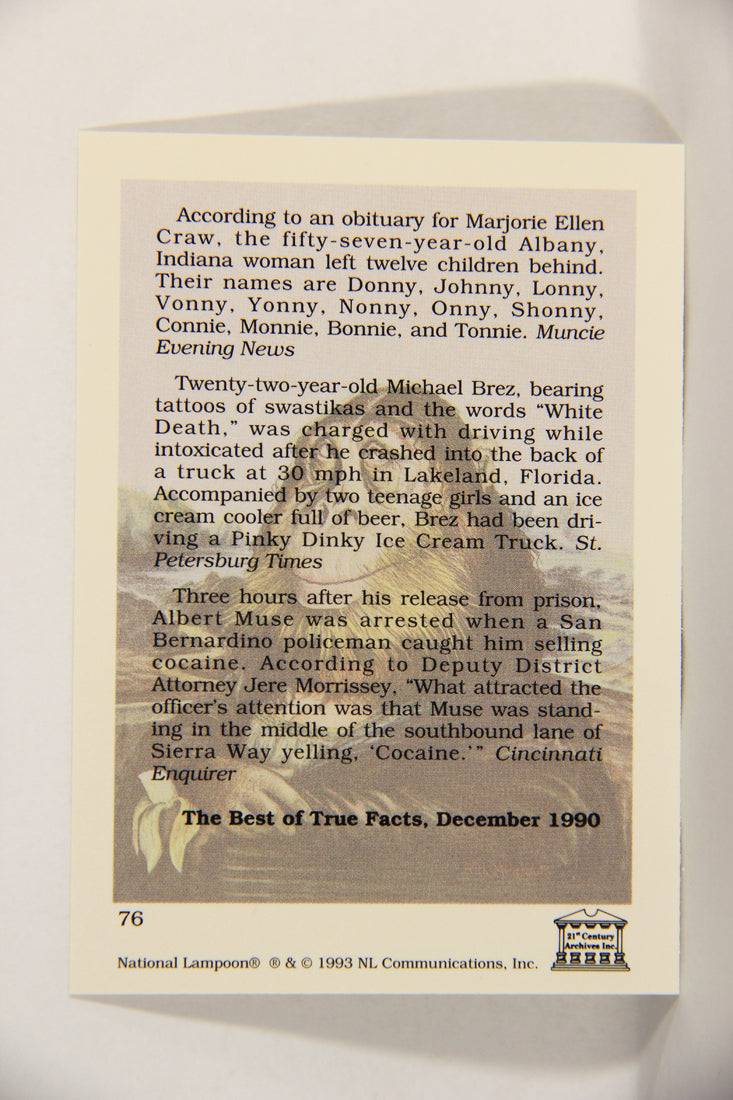 According to an obituary for Marjorie Ellen
Craw, the fifty-seven-year-old Albany,
Indiana woman left twelve children behind.
Their names are Donny, Johnny, Lonny,
Vonny, Yonny, Nonny, Onny, Shonny,
Connie, Monnie, Bonnie, and Tonnie. Muncie
Evening News
Twenty-two-year-old Michael Brez, bearing
tattoos of swastikas and the words “White
Death,” was charged with driving while
intoxicated after he crashed into the back of
a truck at 30 mph in Lakeland, Florida.
Accompanied by two teenage girls and an ice
cream cooler full of beer, Brez had been dri-
ving a Pinky Dinky Ice Cream Truck. St.
Petersburg Times
Three hours after his release from prison,
Albert Muse was arrested when a San
Bernardino policeman caught him selling
cocaine. According to Deputy District
Attorney Jere Morrissey, “What attracted the
officer’s attention was that Muse was stand-
ing in the middle of the southbound lane of
Sierra Way yelling, ‘Cocaine.’” Cincinnati
Enquirer
The Best of True Facts, December 1990
76
21st Century
Archives Inc.
National Lampoon® ® & © 1993 NL Communications, Inc.